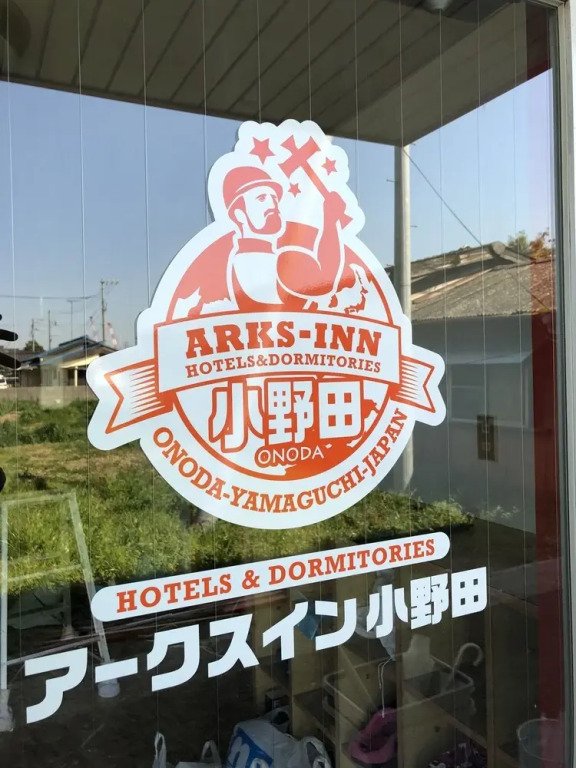 ARKS-INN
HOTELS&DORMITORIES
小野田
ONODA
ONODA-YAMAGUCHI-JAPAN
HOTELS & DORMITORIES
アークスイン小野田